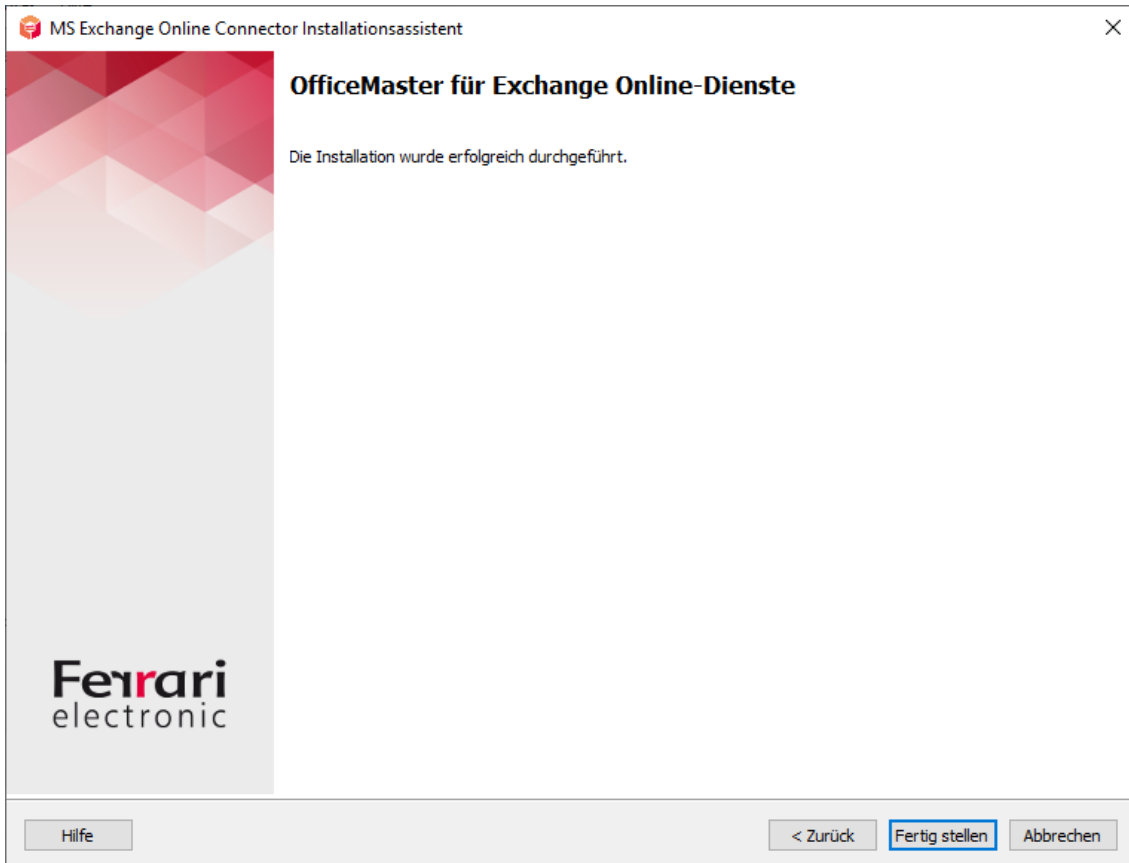 MS Exchange Online Connector Installationsassistent
OfficeMaster für Exchange Online-Dienste
Die Installation wurde erfolgreich durchgeführt.
Ferrari
electronic
Hilfe
< Zurück
Fertig stellen
Abbrechen